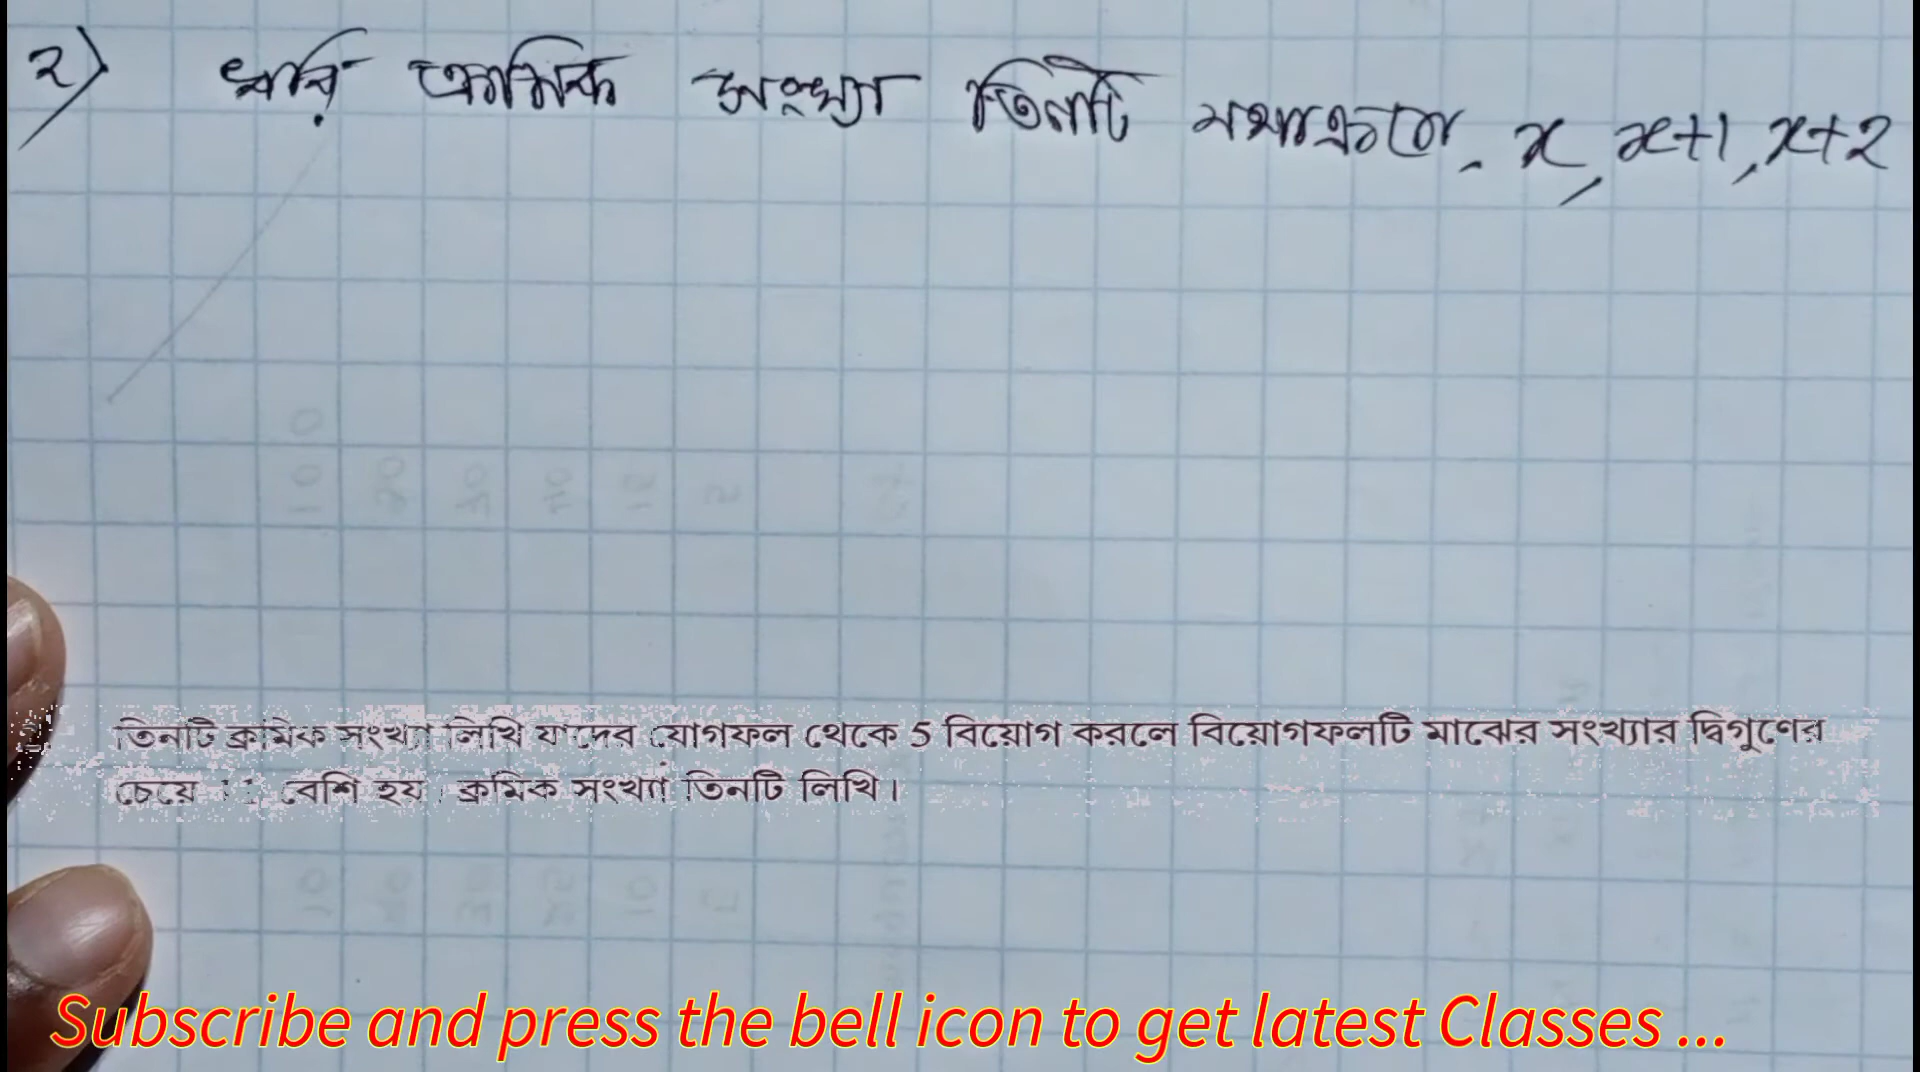 ২) ধরি ক্রমিক সংখ্যা তিনটি যথাক্রমে, x, x+1, x+2
তিনটি ক্রমিক সংখ্যা লিখি যাদের যোগফল থেকে 5 বিয়োগ করলে বিয়োগফলটি মাঝের সংখ্যার দ্বিগুণের
চেয়ে বেশি হয়। ক্রমিক সংখ্যা তিনটি লিখি।
Subscribe and press the bell icon to get latest Classes ...